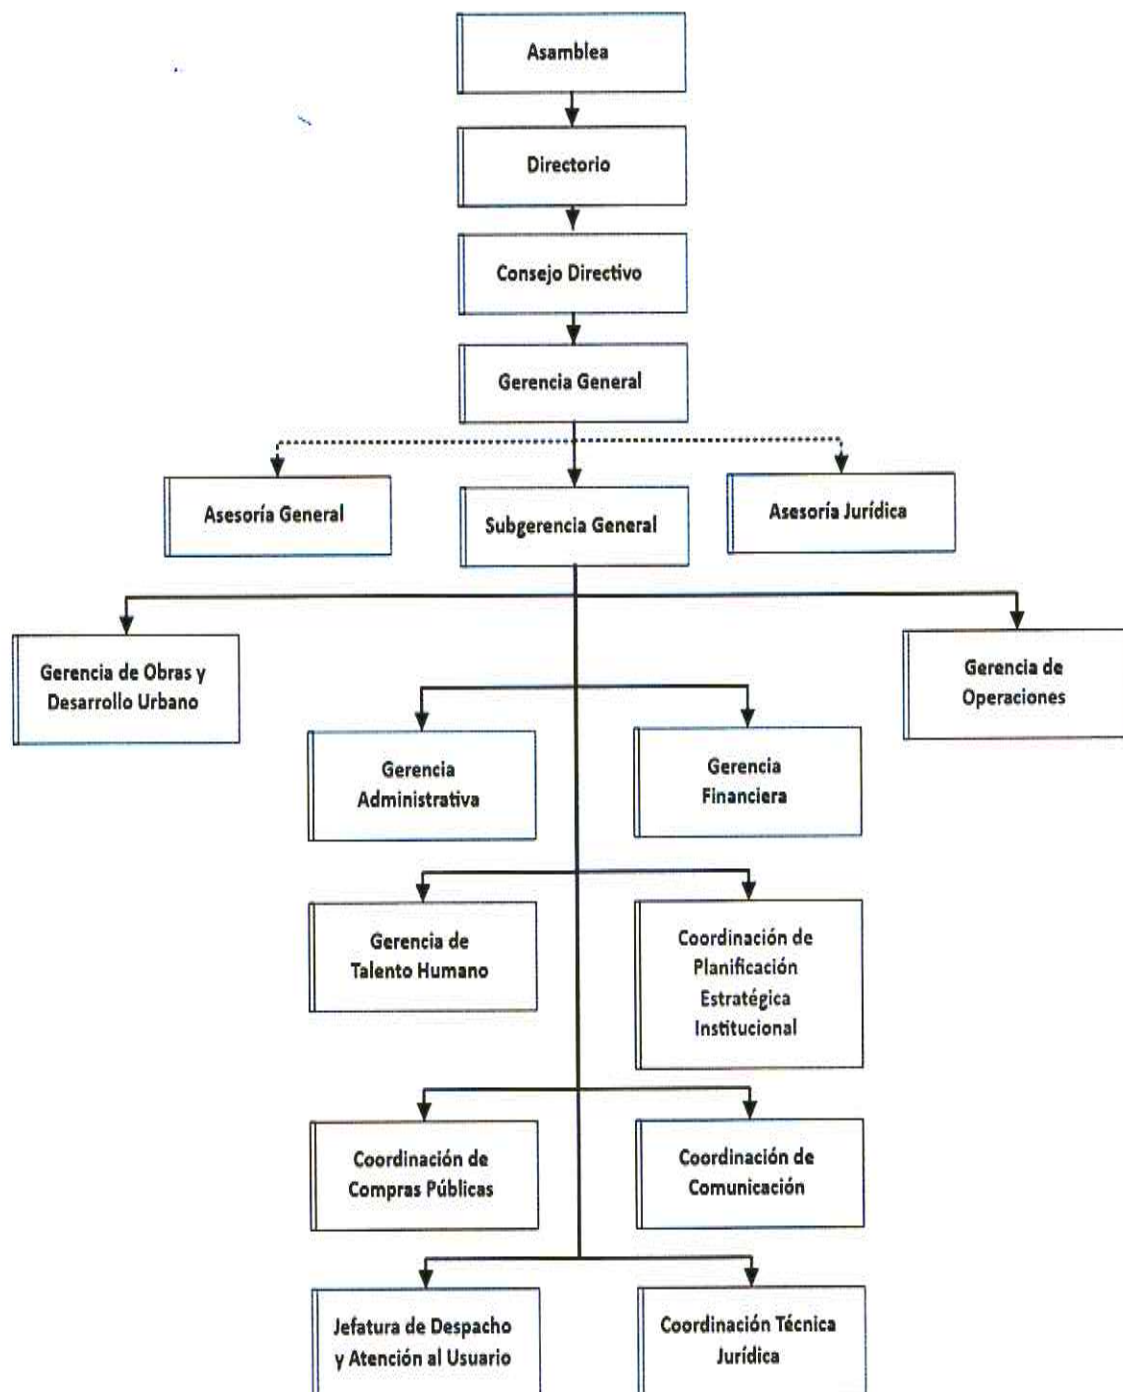 Asamblea
Directorio
Consejo Directivo
Gerencia General
Asesoría General
Subgerencia General
Asesoría Jurídica
Gerencia de Obras y
Desarrollo Urbano
Gerencia de
Operaciones
Gerencia
Administrativa
Gerencia
Financiera
Gerencia de
Talento Humano
Coordinación de
Planificación
Estratégica
Institucional
Coordinación de
Compras Públicas
Coordinación de
Comunicación
Jefatura de Despacho
y Atención al Usuario
Coordinación Técnica
Jurídica